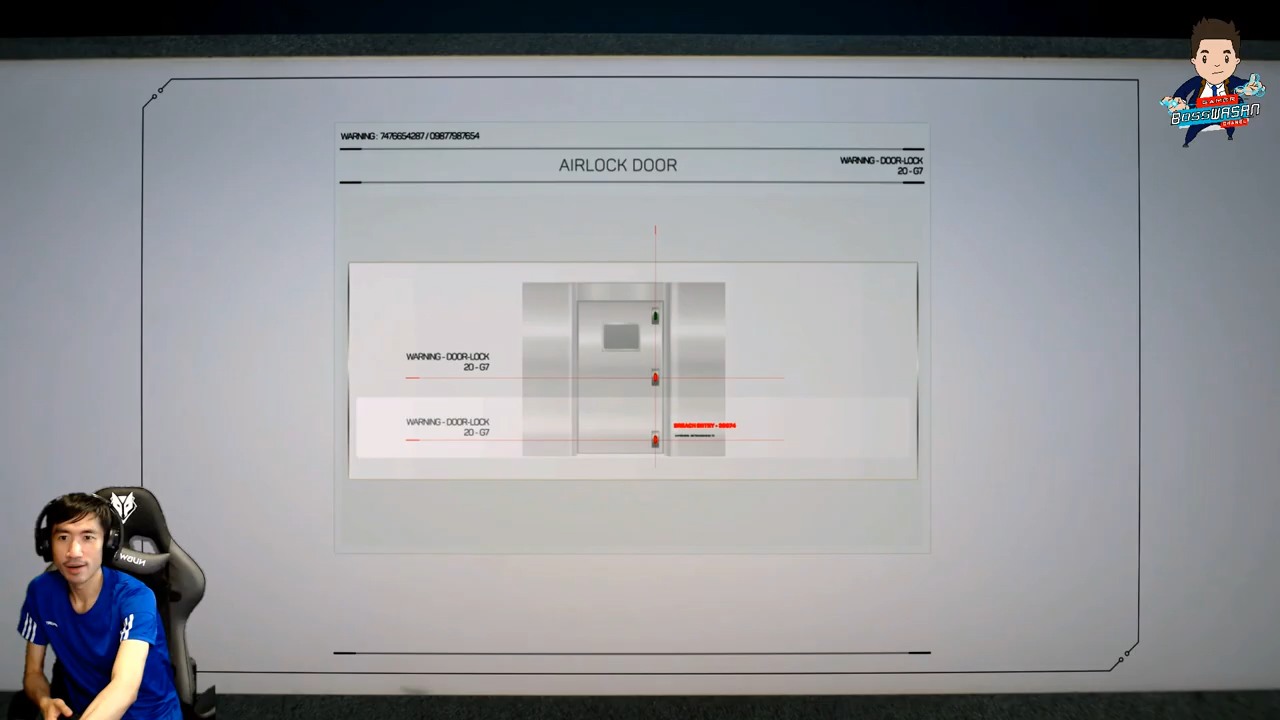 WARNING : 7476654287 / 09877987654
AIRLOCK DOOR
WARNING - DOOR-LOCK
20 - G7
WARNING - DOOR-LOCK
20 - G7
WARNING - DOOR-LOCK
20 - G7
GAMER
BOSSWASAN
CHANEL